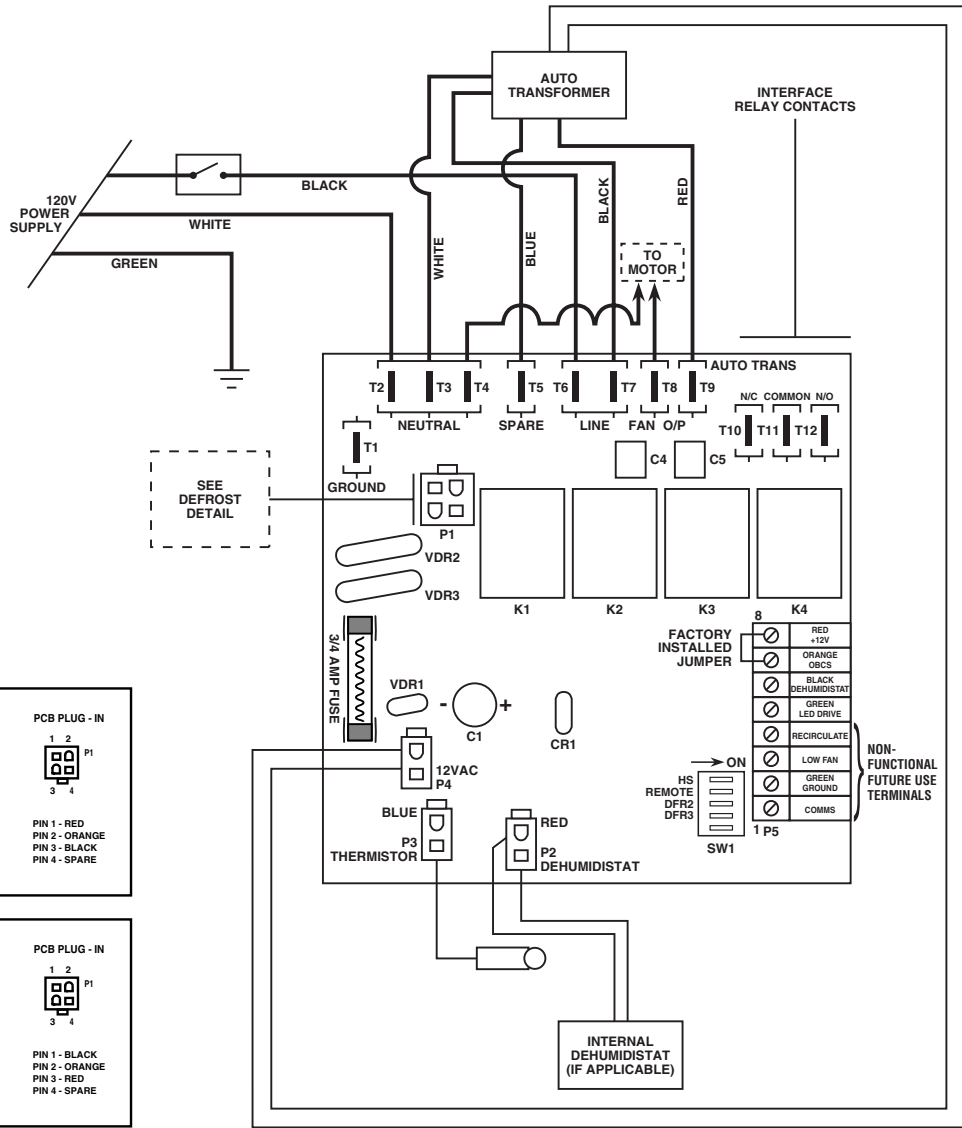 AUTO
TRANSFORMER
INTERFACE
RELAY CONTACTS
120V
POWER
SUPPLY
BLACK
WHITE
GREEN
WHITE
BLUE
BLACK
RED
TO
MOTOR
AUTO TRANS
T2
T3
T4
T5
T6
T7
T8
T9
NEUTRAL
SPARE
LINE
FAN O/P
N/C COMMON N/O
T10
T11
T12
T1
GROUND
C4
C5
SEE
DEFROST
DETAIL
P1
VDR2
VDR3
K1
K2
K3
K4
3/4 AMP FUSE
VDR1
-
+
C1
CR1
FACTORY
INSTALLED
JUMPER
8
RED
+12V
ORANGE
OBCS
BLACK
DEHUMIDISTAT
GREEN
LED DRIVE
RECIRCULATE
LOW FAN
GREEN
GROUND
COMMS
1 P5
NON-
FUNCTIONAL
FUTURE USE
TERMINALS
ON
HS
REMOTE
DFR2
DFR3
SW1
12VAC
P4
BLUE
P3
THERMISTOR
RED
P2
DEHUMIDISTAT
INTERNAL
DEHUMIDISTAT
(IF APPLICABLE)
PCB PLUG - IN
1 2
P1
3 4
PIN 1 - RED
PIN 2 - ORANGE
PIN 3 - BLACK
PIN 4 - SPARE
PCB PLUG - IN
1 2
P1
3 4
PIN 1 - BLACK
PIN 2 - ORANGE
PIN 3 - RED
PIN 4 - SPARE